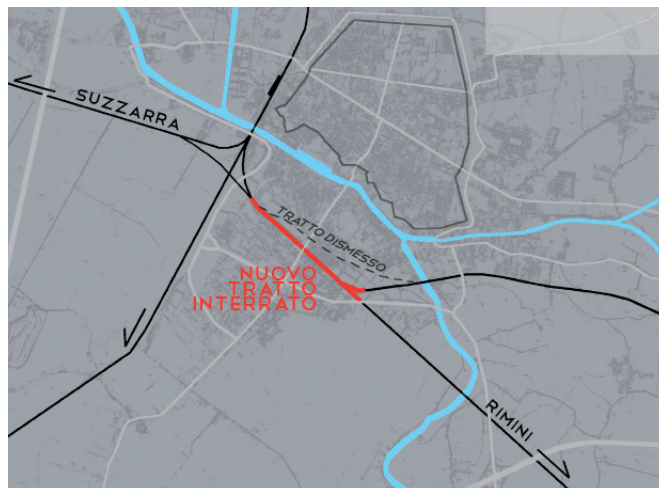 SUZZARRA
TRATTO DISMESSO
NUOVO
TRATTO
INTERRATO
RIMINI